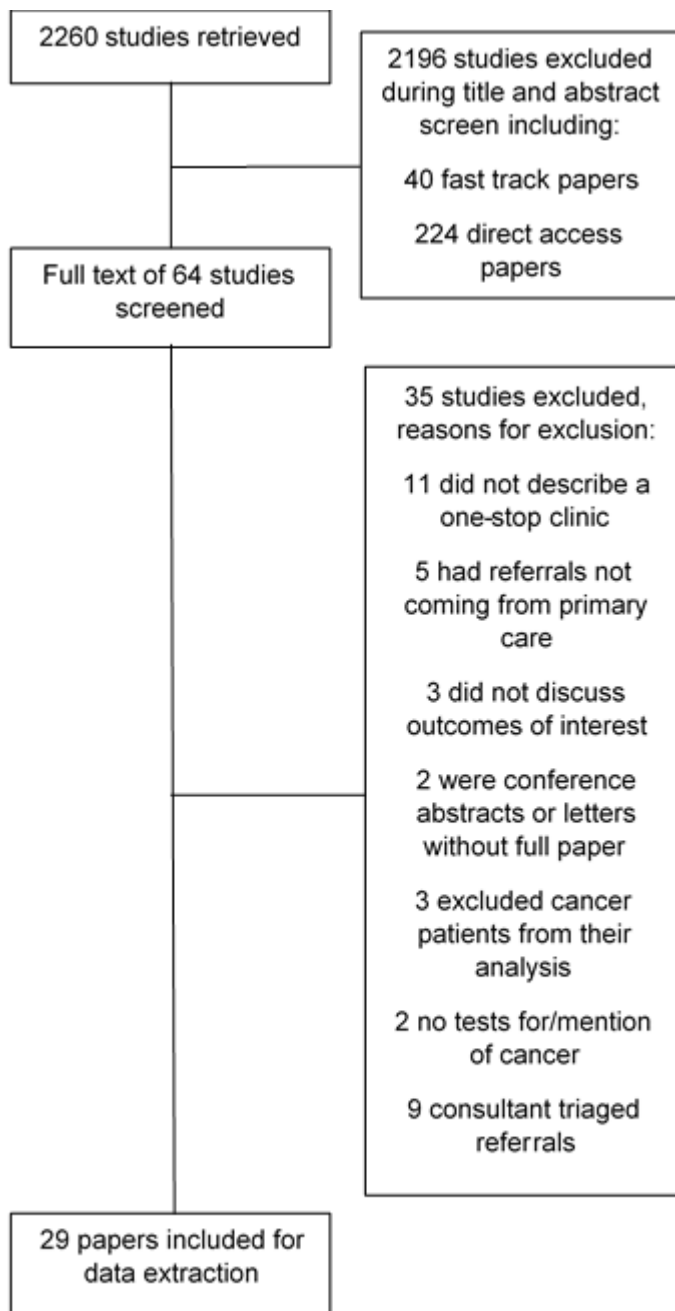 2260 studies retrieved
2196 studies excluded
during title and abstract
screen including:
40 fast track papers
224 direct access
papers
Full text of 64 studies
screened
35 studies excluded,
reasons for exclusion:
11 did not describe a
one-stop clinic
5 had referrals not
coming from primary
care
3 did not discuss
outcomes of interest
2 were conference
abstracts or letters
without full paper
3 excluded cancer
patients from their
analysis
2 no tests for/mention
of cancer
9 consultant triaged
referrals
29 papers included for
data extraction